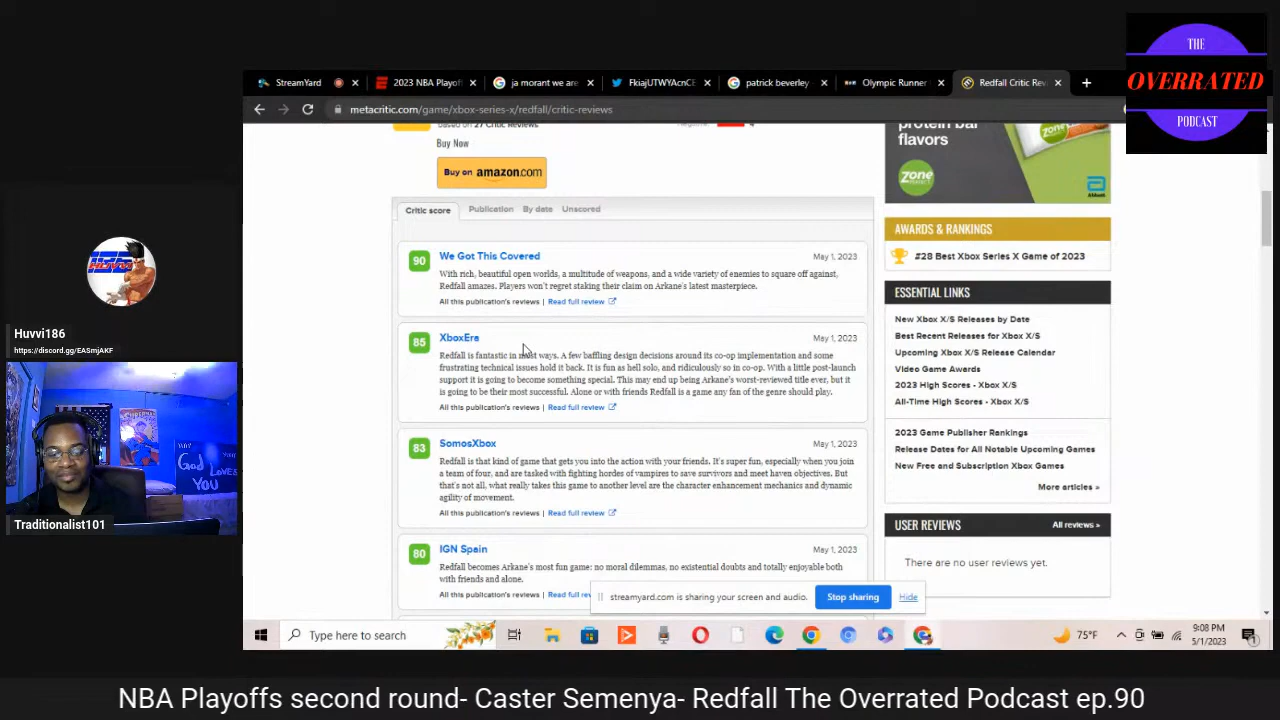 THE
OVERRATED
PODCAST
StreamYard
2023 NBA Playof
ja morant we are
FkiajUTWYAcnCE
patrick beverley -
Olympic Runner
Redfall Critic Rev
metacritic.com/game/xbox-series-x/redfall/critic-reviews
based on 27 Critic Reviews
Buy Now
Buy on amazon.com
protein bar
flavors
ZONE
Abbott
Critic score
Publication
By date
Unscored
AWARDS & RANKINGS
#28 Best Xbox Series X Game of 2023
90
We Got This Covered
May 1, 2023
With rich, beautiful open worlds, a multitude of weapons, and a wide variety of enemies to square off against,
Redfall amazes. Players won't regret staking their claim on Arkane's latest masterpiece.
All this publication's reviews | Read full review
85
XboxEra
May 1, 2023
Redfall is fantastic in most ways. A few baffling design decisions around its co-op implementation and some
frustrating technical issues hold it back. It is fun as hell solo, and ridiculously so in co-op. With a little post-launch
support it is going to become something special. This may end up being Arkane's worst-reviewed title ever, but it
is going to be their most successful. Alone or with friends Redfall is a game any fan of the genre should play.
All this publication's reviews | Read full review
83
SomosXbox
May 1, 2023
Redfall is that kind of game that gets you into the action with your friends. It's super fun, especially when you join
a team of four, and are tasked with fighting hordes of vampires to save survivors and meet haven objectives. But
that's not all, what really takes this game to another level are the character enhancement mechanics and dynamic
agility of movement.
All this publication's reviews | Read full review
80
IGN Spain
May 1, 2023
Redfall becomes Arkane's most fun game: no moral dilemmas, no existential doubts and totally enjoyable both
with friends and alone.
All this publication's reviews | Read full re
ESSENTIAL LINKS
New Xbox X/S Releases by Date
Best Recent Releases for Xbox X/S
Upcoming Xbox X/S Release Calendar
Video Game Awards
2023 High Scores - Xbox X/S
All-Time High Scores - Xbox X/S
2023 Game Publisher Rankings
Release Dates for All Notable Upcoming Games
New Free and Subscription Xbox Games
More articles »
USER REVIEWS
All reviews »
There are no user reviews yet.
streamyard.com is sharing your screen and audio.
Stop sharing
Hide
Type here to search
75°F
9:08 PM
5/1/2023
HUVVI
Huvvi186
https://discord.gg/EASmjAKF
God
Loves
You
Traditionalist101
NBA Playoffs second round- Caster Semenya- Redfall The Overrated Podcast ep.90